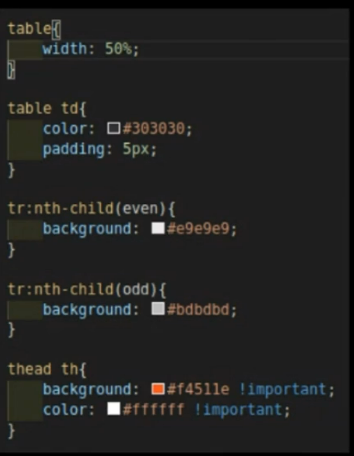 table{
width: 50%;
}
table td{
color: #303030;
padding: 5px;
}
tr:nth-child(even){
background: #e9e9e9;
}
tr:nth-child(odd){
background: #bdbdbd;
}
thead th{
background: #f4511e !important;
color: #ffffff !important;
}